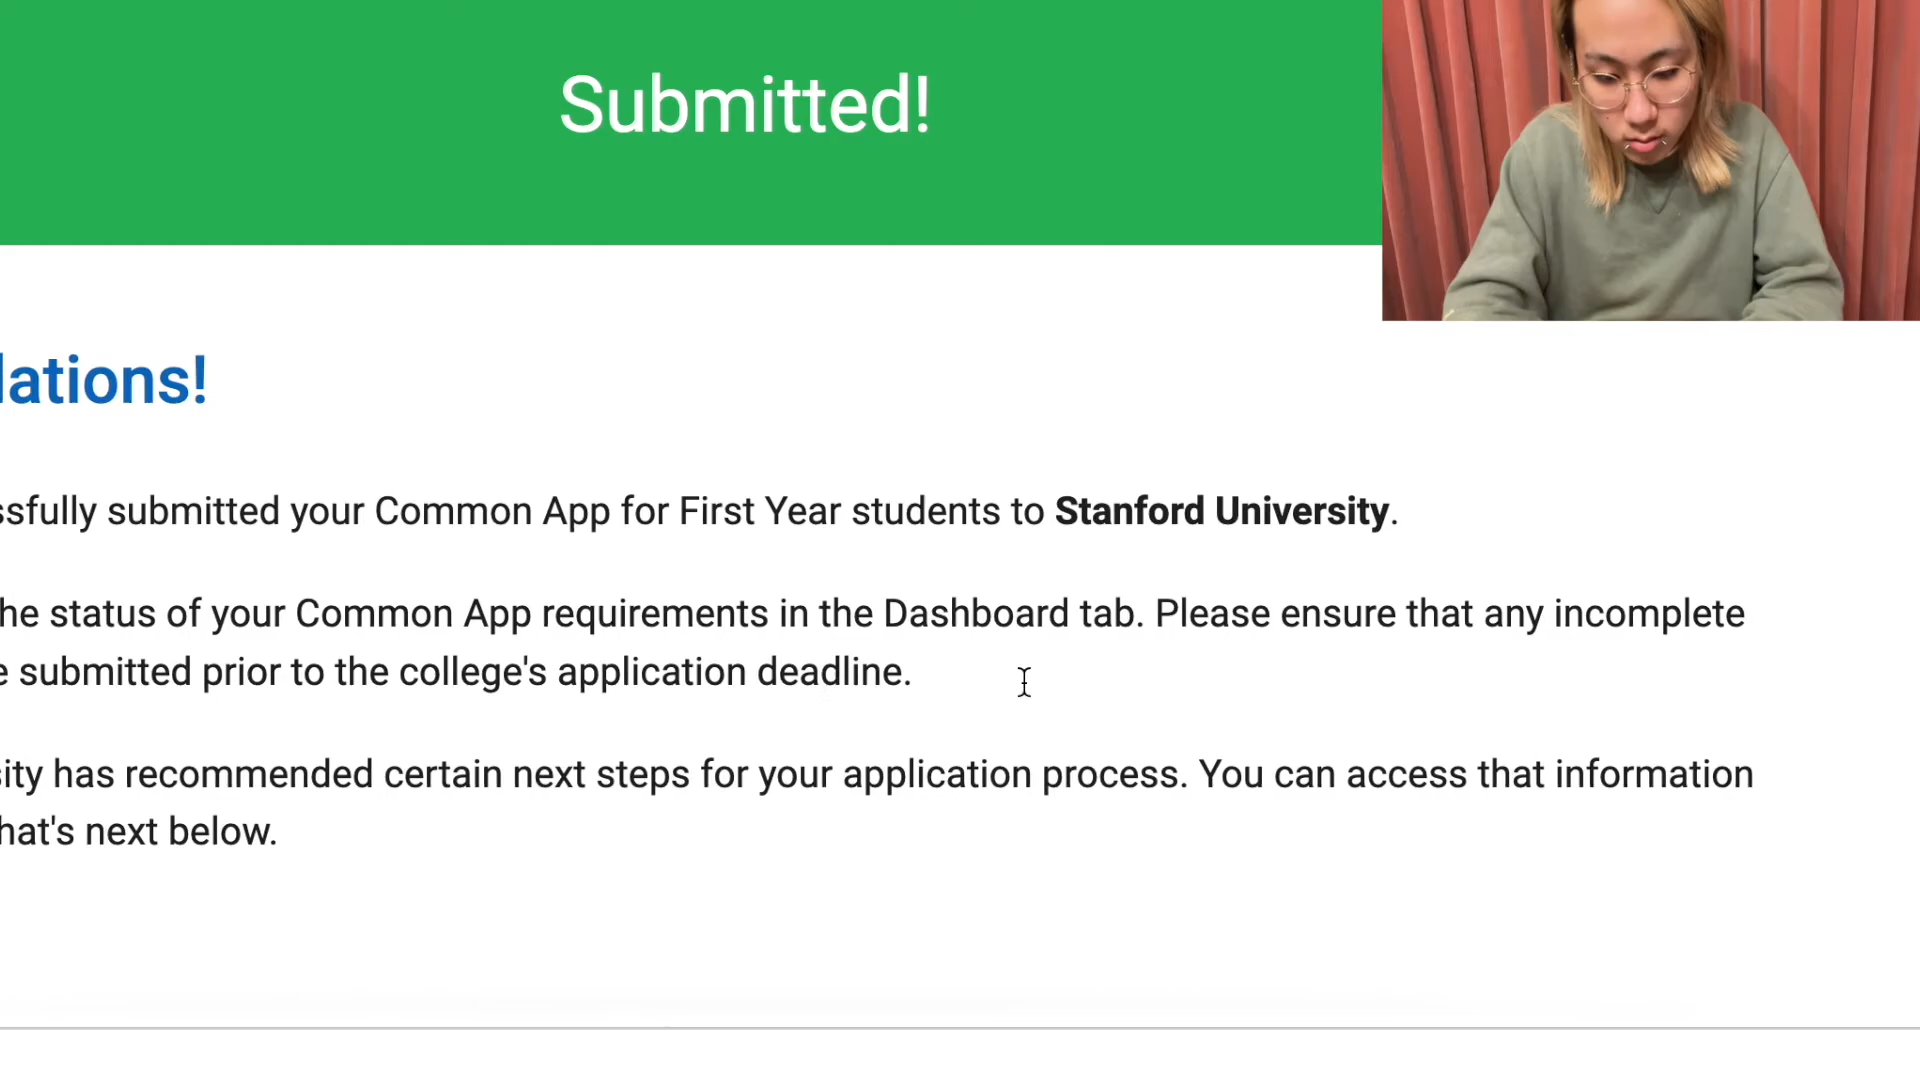 Submitted!
lations!
ssfully submitted your Common App for First Year students to Stanford University.
he status of your Common App requirements in the Dashboard tab. Please ensure that any incomplete
e submitted prior to the college's application deadline.
sity has recommended certain next steps for your application process. You can access that information
hat's next below.